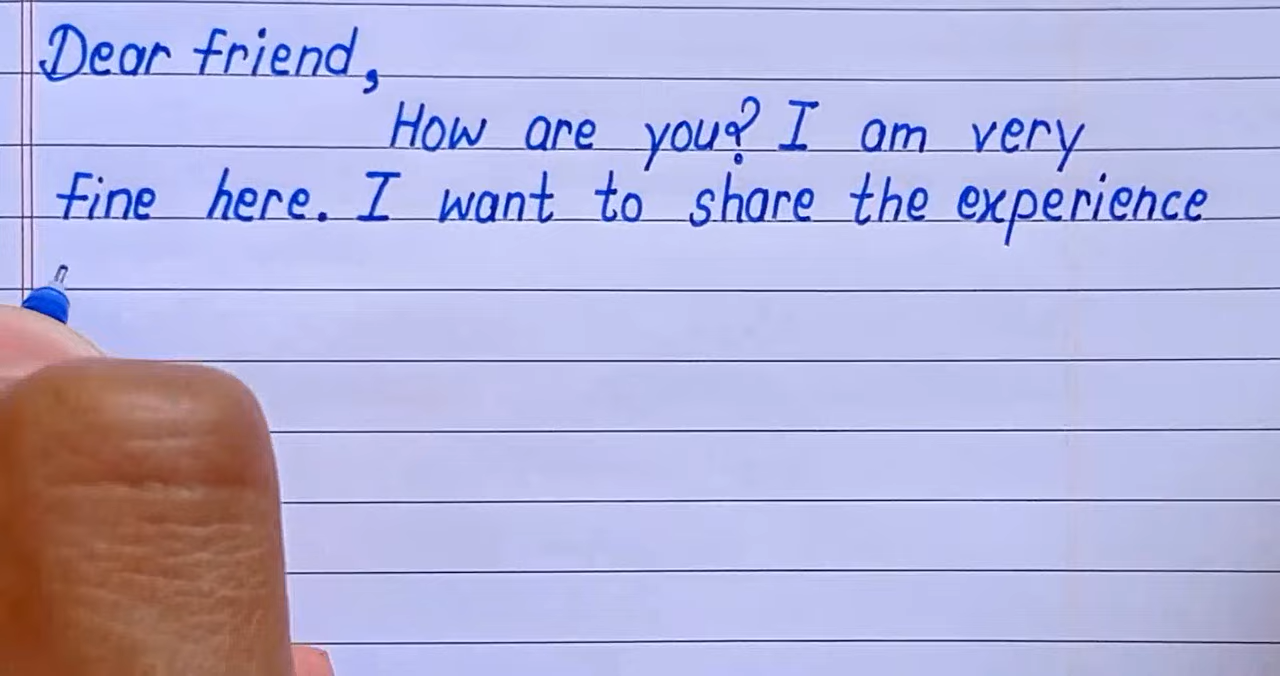 Dear friend,
How are you? I am very
fine here. I want to share the experience